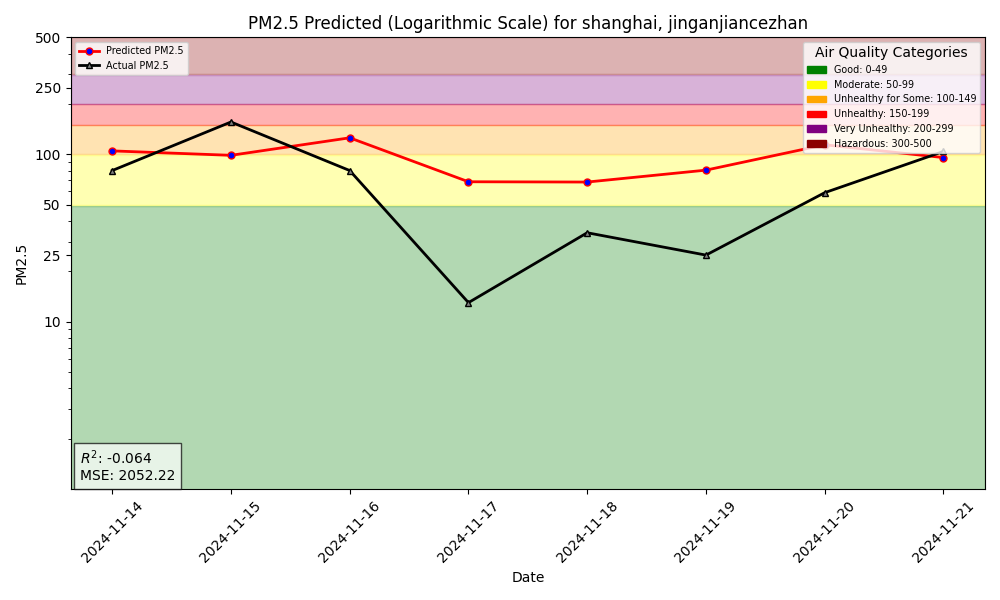 PM2.5 Predicted (Logarithmic Scale) for shanghai, jinganjiancezhan
500
250
100
50
25
10
PM2.5
Predicted PM2.5
Actual PM2.5
Air Quality Categories
Good: 0-49
Moderate: 50-99
Unhealthy for Some: 100-149
Unhealthy: 150-199
Very Unhealthy: 200-299
Hazardous: 300-500
R²: -0.064
MSE: 2052.22
2024-11-14
2024-11-15
2024-11-16
2024-11-17
2024-11-18
2024-11-19
2024-11-20
2024-11-21
Date